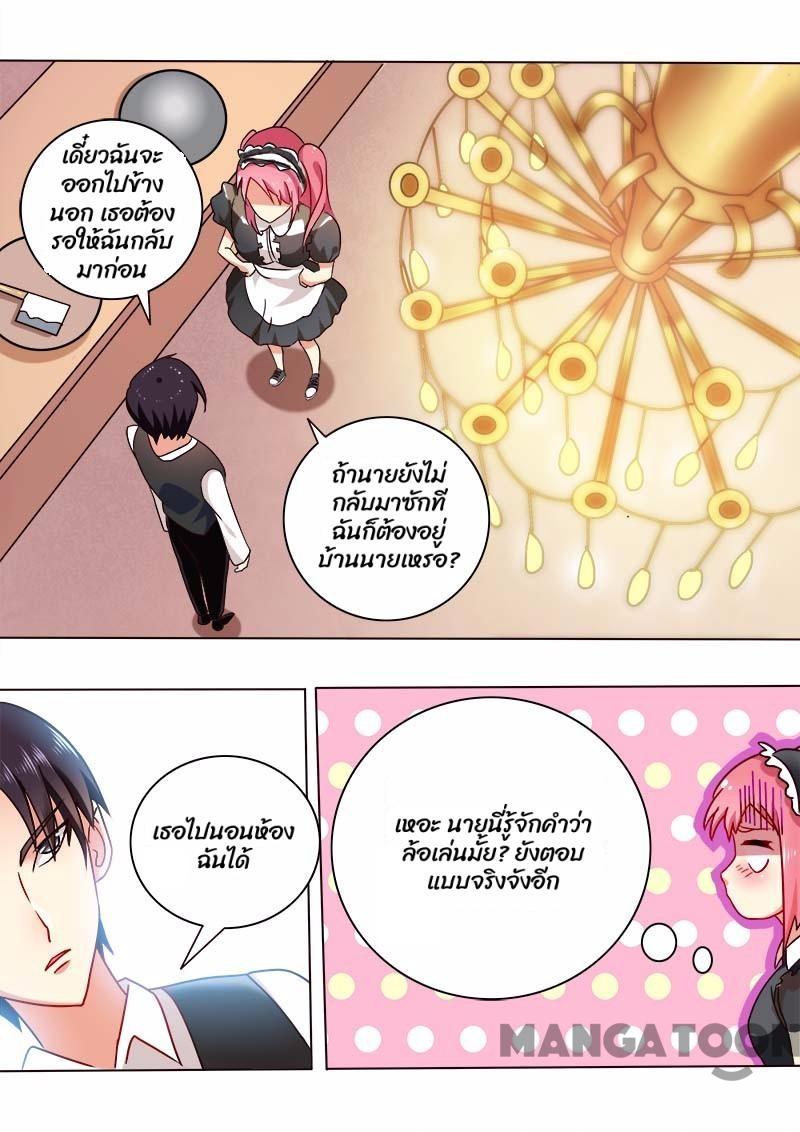 เดี๋ยวฉันจะ
ออกไปข้าง
นอก เธอต้อง
รอให้ฉันกลับ
มาก่อน
ถ้านายยังไม่
กลับมาซักที
ฉันก็ต้องอยู่
บ้านนายเหรอ?
เธอไปนอนห้อง
ฉันได้
เหอะ นายนี่รู้จักคำว่า
ล้อเล่นมั้ย? ยังตอบ
แบบจริงจังอีก
MANGATOON